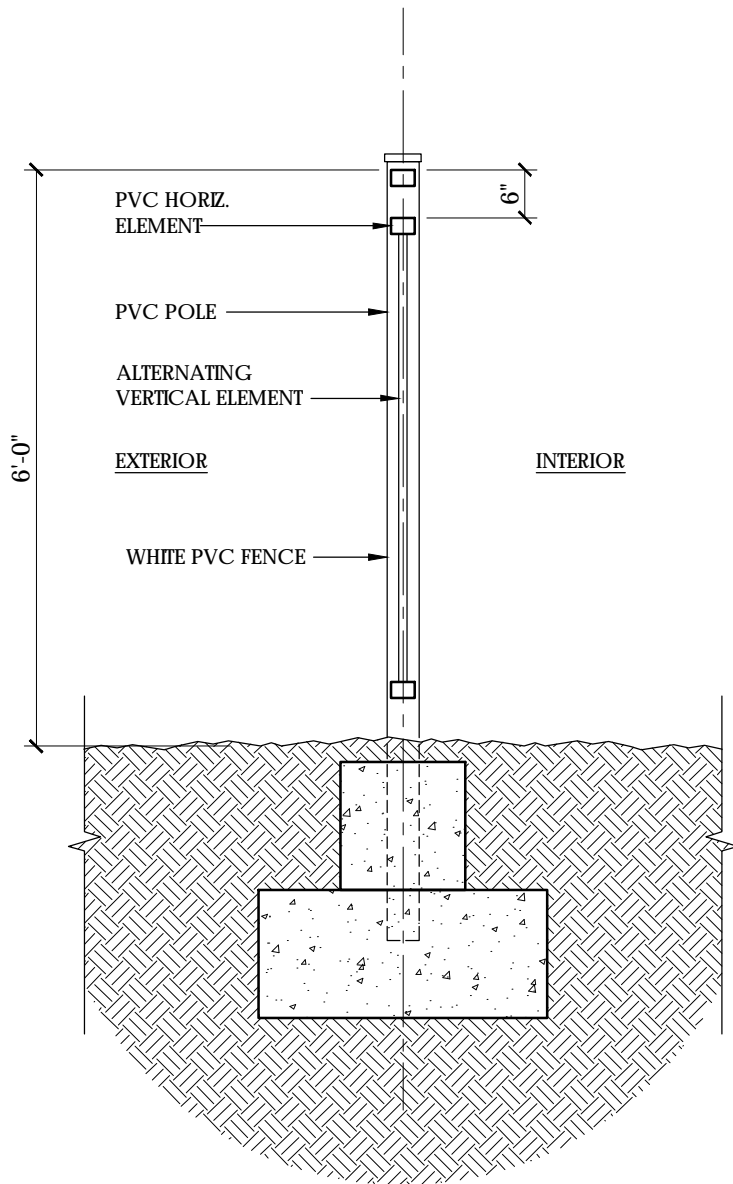 6"
PVC HORIZ.
ELEMENT
PVC POLE
ALTERNATING
VERTICAL ELEMENT
6'-0"
EXTERIOR
INTERIOR
WHITE PVC FENCE